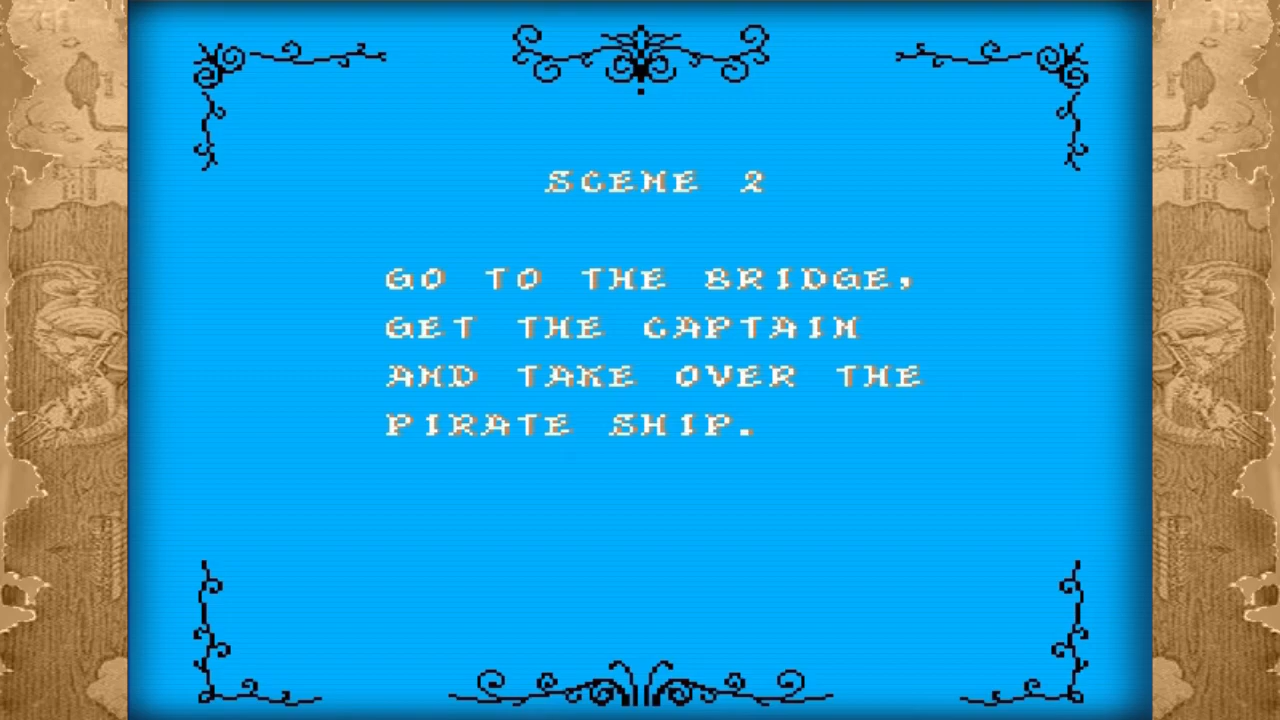 SCENE 2
GO TO THE BRIDGE,
GET THE CAPTAIN
AND TAKE OVER THE
PIRATE SHIP.